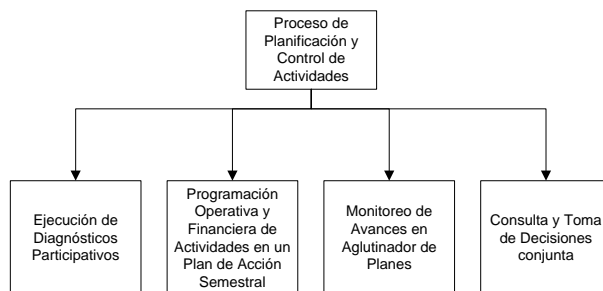 Proceso de
Planificación y
Control de
Actividades
Ejecución de
Diagnósticos
Participativos
Programación
Operativa y
Financiera de
Actividades en un
Plan de Acción
Semestral
Monitoreo de
Avances en
Aglutinador de
Planes
Consulta y Toma
de Decisiones
conjunta